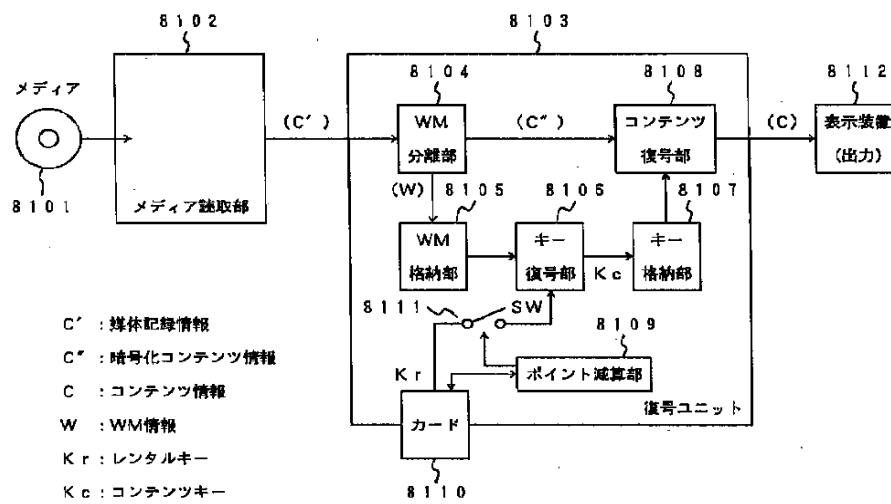 8102
8103
8104
8108
8112
メディア
(C′)
WM
分離部
(C″)
コンテンツ
復号部
(C)
表示装置
(出力)
(W)
8105
8106
8107
8101
メディア読取部
WM
格納部
キー
復号部
Kc
キー
格納部
8111
SW
8109
C′ : 媒体記録情報
C″ : 暗号化コンテンツ情報
ポイント減算部
Kr
C : コンテンツ情報
復号ユニット
W : WM情報
カード
Kr : レンタルキー
Kc : コンテンツキー
8110